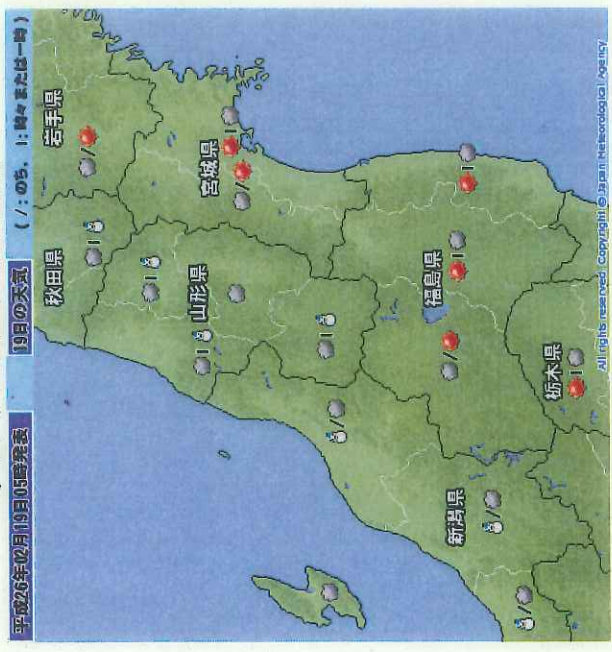 平成26年02月19日05時発表
19日の天気
( / : のち、 | : 時々または一時 )
秋田県
岩手県
山形県
宮城県
新潟県
福島県
栃木県
All rights reserved. Copyright © Japan Meteorological Agency